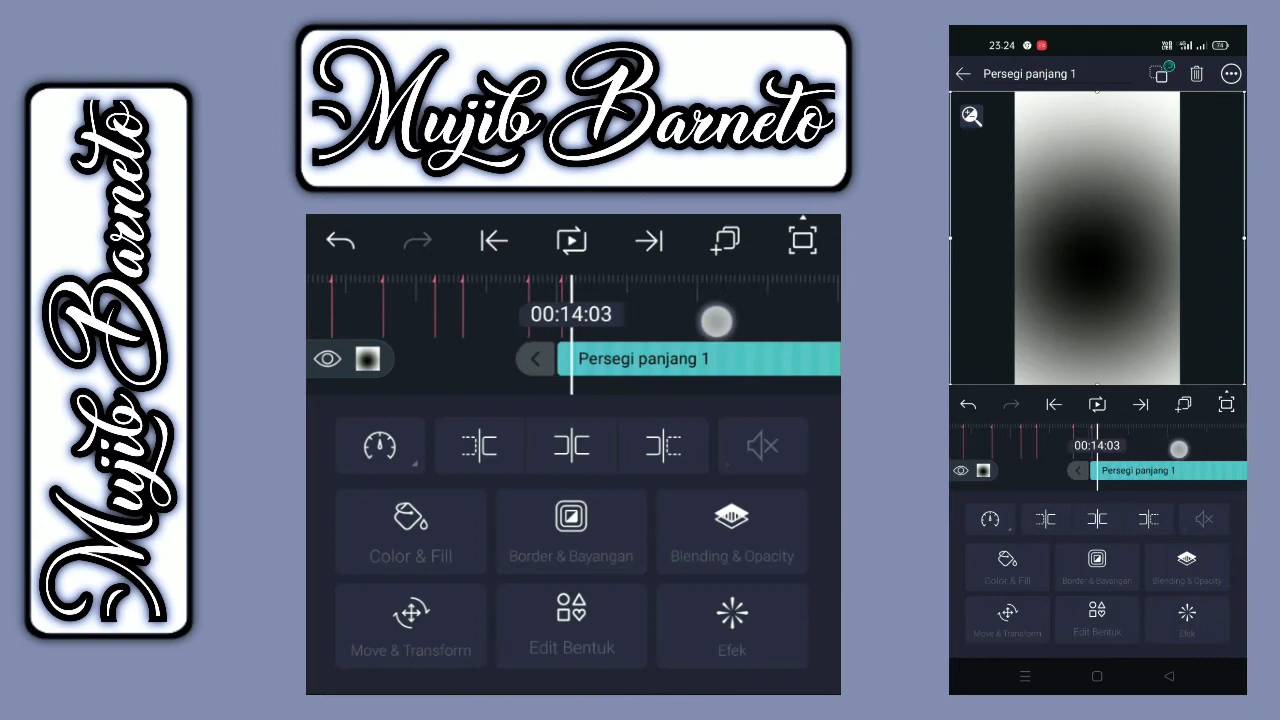 Mujib Barneto
Mujib Barneto
00:14:03
Persegi panjang 1
Color & Fill
Border & Bayangan
Blending & Opacity
Move & Transform
Edit Bentuk
Efek
23.24
Persegi panjang 1
00:14:03
Persegi panjang 1
Color & Fill
Border & Bayangan
Blending & Opacity
Move & Transform
Edit Bentuk
Efek